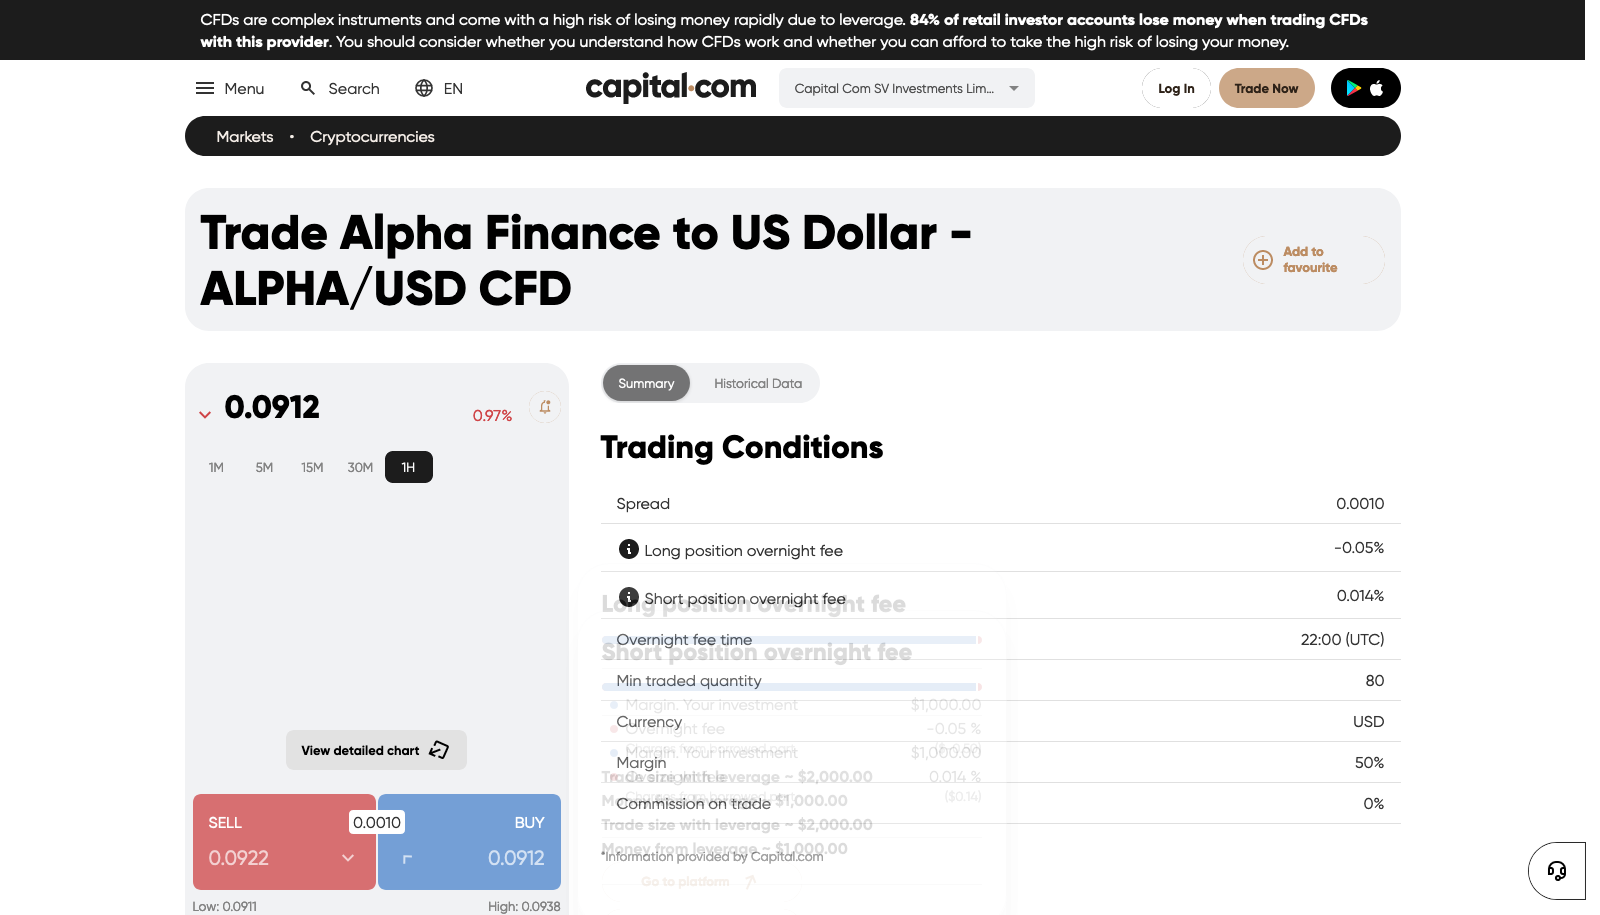 CFDs are complex instruments and come with a high risk of losing money rapidly due to leverage. 84% of retail investor accounts lose money when trading CFDs
with this provider. You should consider whether you understand how CFDs work and whether you can afford to take the high risk of losing your money.
Menu Search EN capital.com Capital Com SV Investments Lim... Log In Trade Now
Markets • Cryptocurrencies
Trade Alpha Finance to US Dollar -
ALPHA/USD CFD
Add to
favourite
0.0912 0.97%
1M 5M 15M 30M 1H
View detailed chart
SELL 0.0010 BUY
0.0922 0.0912
Low: 0.0911 High: 0.0938
Summary Historical Data
Trading Conditions
Spread 0.0010
Long position overnight fee -0.05%
Short position overnight fee 0.014%
Overnight fee time 22:00 (UTC)
Min traded quantity 80
Currency USD
Margin 50%
Commission on trade 0%
*Information provided by Capital.com
Long position overnight fee
Short position overnight fee
Margin. Your investment $1,000.00
Overnight fee -0.05 %
Margin. Your investment $1,000.00
Overnight fee 0.014 %
Charges from borrowed part ($0.14)
Trade size with leverage ~ $2,000.00
Money from leverage ~ $1,000.00
Trade size with leverage ~ $2,000.00
Money from leverage ~ $1,000.00
Go to platform